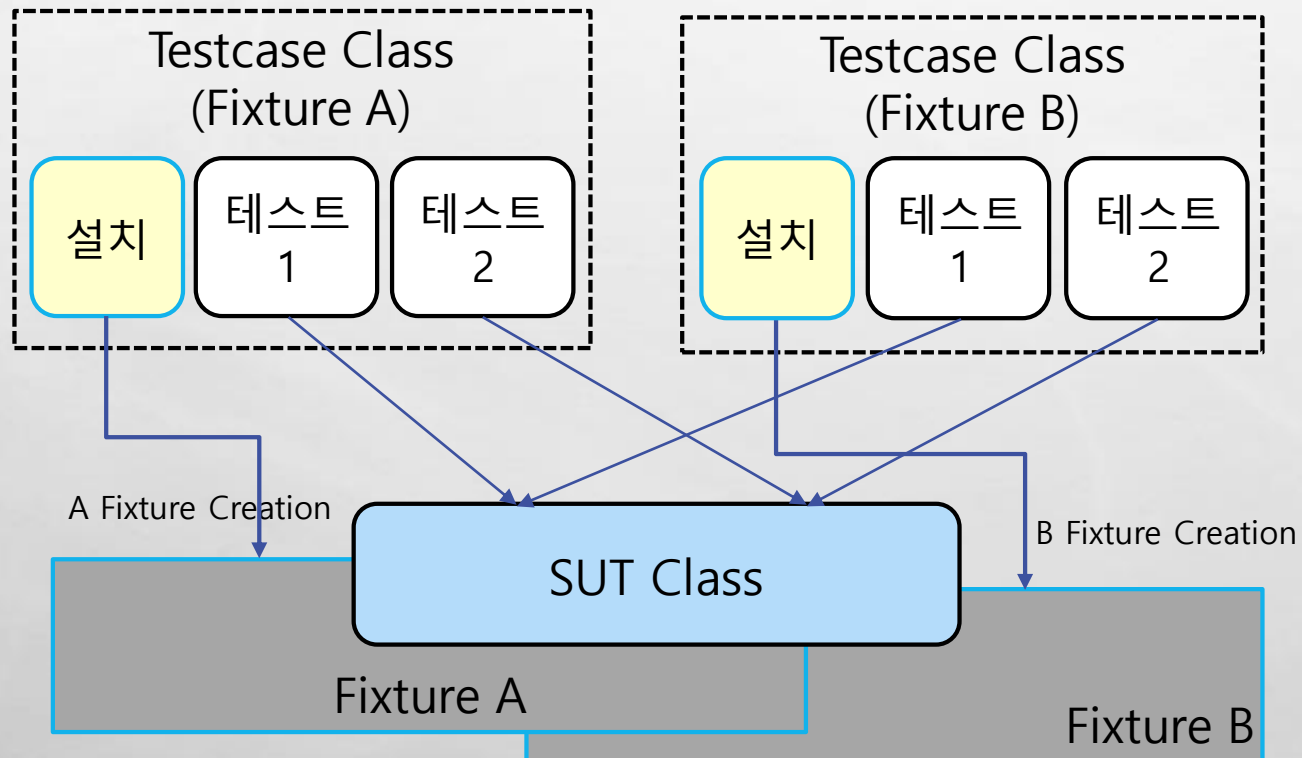 Testcase Class
(Fixture A)
설치
테스트
1
테스트
2
Testcase Class
(Fixture B)
설치
테스트
1
테스트
2
A Fixture Creation
B Fixture Creation
SUT Class
Fixture A
Fixture B